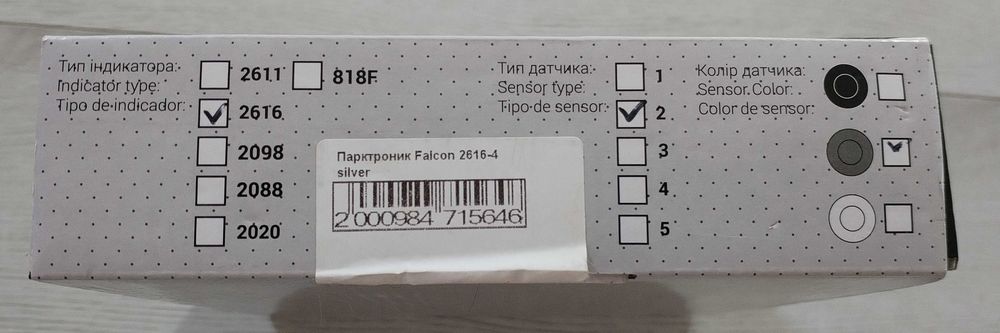 Тип індикатора:
Indicator type:
Tipo de indicador:
2611
818F
2616
2098
2088
2020
Парктроник Falcon 2616-4
silver
2 000984 715646
Тип датчика:
Sensor type:
Tipo de sensor:
1
2
3
4
5
Колір датчика:
Sensor Color:
Color de sensor: